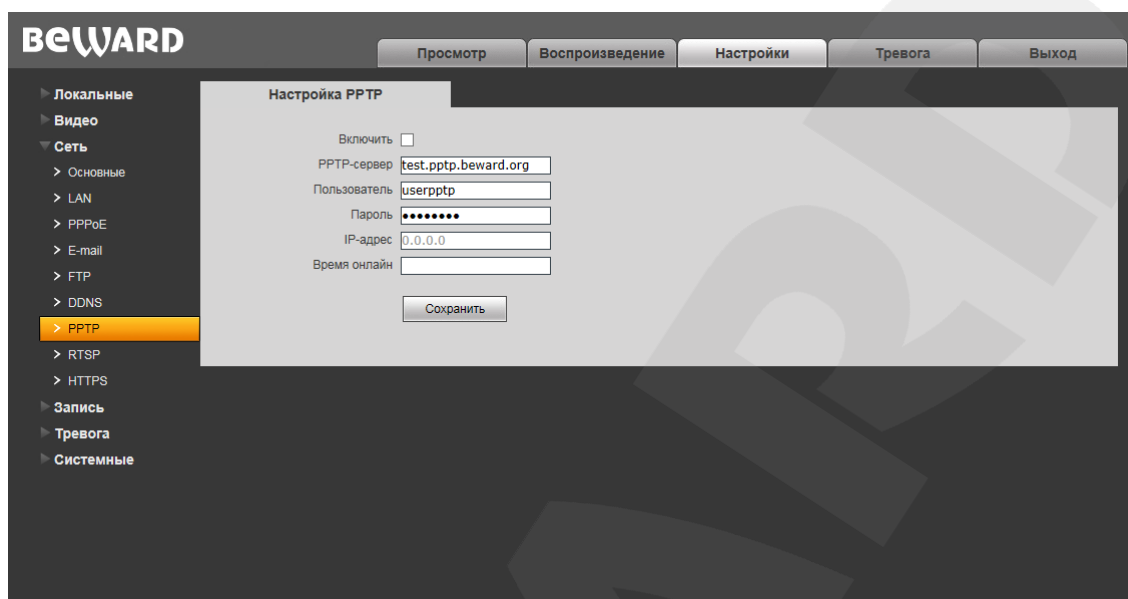 BEWARD
Просмотр
Воспроизведение
Настройки
Тревога
Выход
Локальные
Видео
Сеть
Основные
LAN
PPPoE
E-mail
FTP
DDNS
PPTP
RTSP
HTTPS
Запись
Тревога
Системные
Настройка PPTP
Включить
PPTP-сервер test.pptp.beward.org
Пользователь userpptp
Пароль ••••••••
IP-адрес 0.0.0.0
Время онлайн
Сохранить